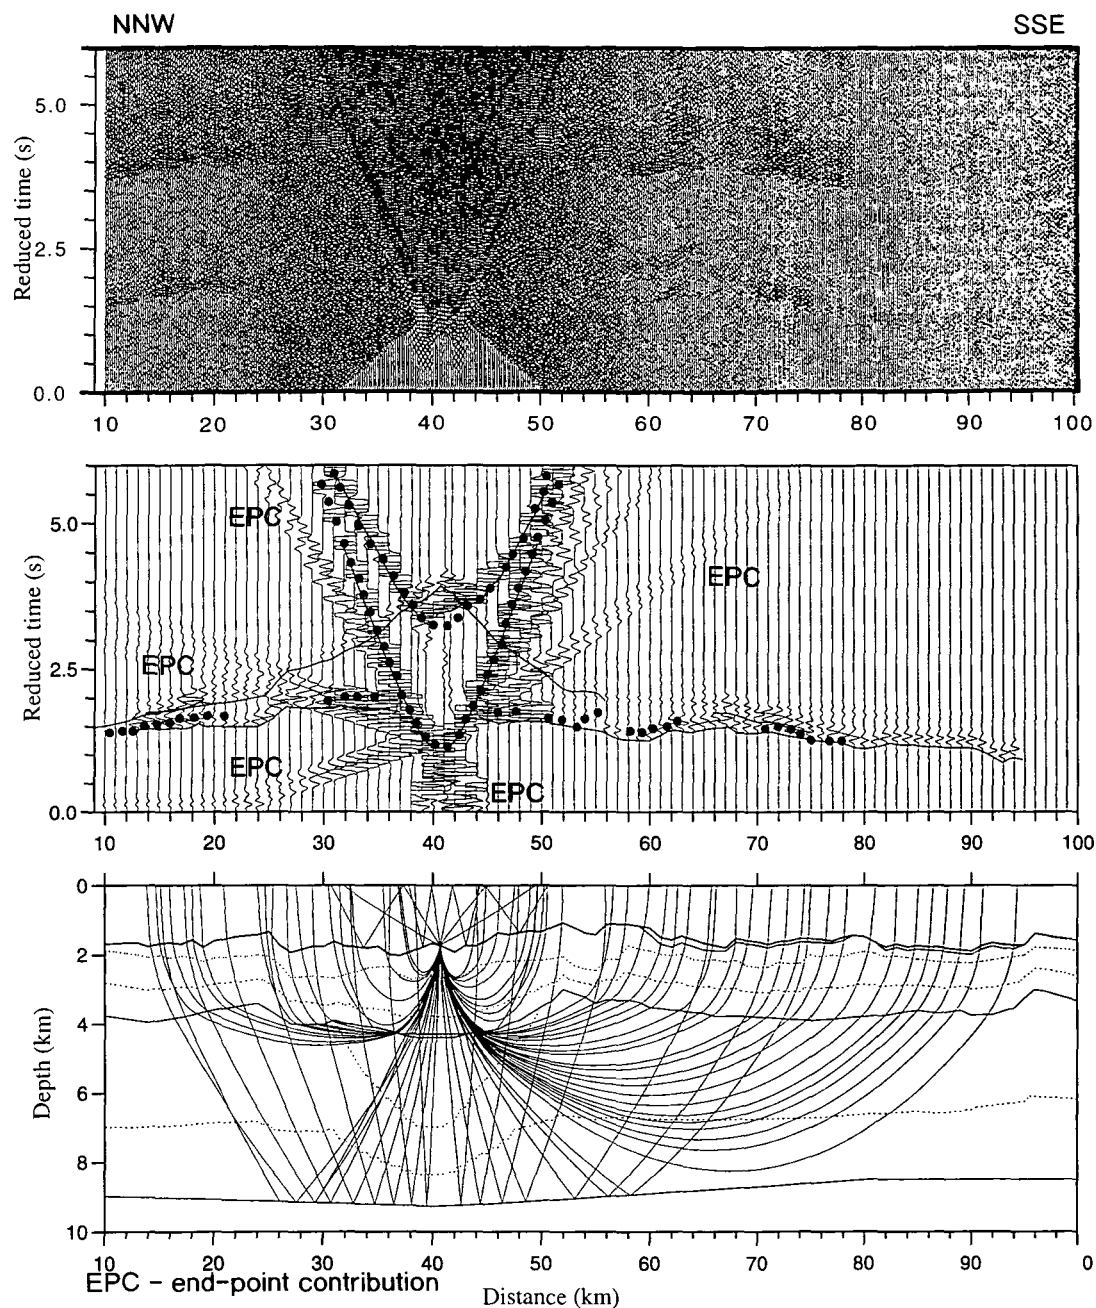 NNW SSE
5.0
Reduced time (s)
2.5
0.0
10 20 30 40 50 60 70 80 90 100
EPC
5.0
EPC
Reduced time (s)
EPC
2.5
EPC
EPC
0.0
10 20 30 40 50 60 70 80 90 100
0
2
Depth (km)
4
6
8
10
10 20 30 40 50 60 70 80 90 0
EPC - end-point contribution
Distance (km)